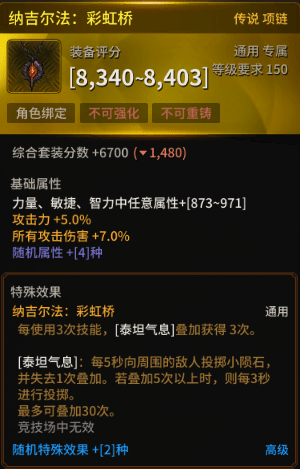 纳吉尔法：彩虹桥 传说 项链
装备评分 通用 专属
[8,340~8,403] 等级要求 150
角色绑定 不可强化 不可重铸
综合套装分数 +6700 (▼1,480)
基础属性
力量、敏捷、智力中任意属性+[873~971]
攻击力 +5.0%
所有攻击伤害 +7.0%
随机属性 +[4]种
特殊效果
纳吉尔法：彩虹桥 通用
每使用3次技能，[泰坦气息]叠加获得 3次。
[泰坦气息]：每5秒向周围的敌人投掷小陨石，
并失去1次叠加。若叠加5次以上时，则每3秒
进行投掷。
最多可叠加30次。
竞技场中无效
随机特殊效果 +[2]种 高级